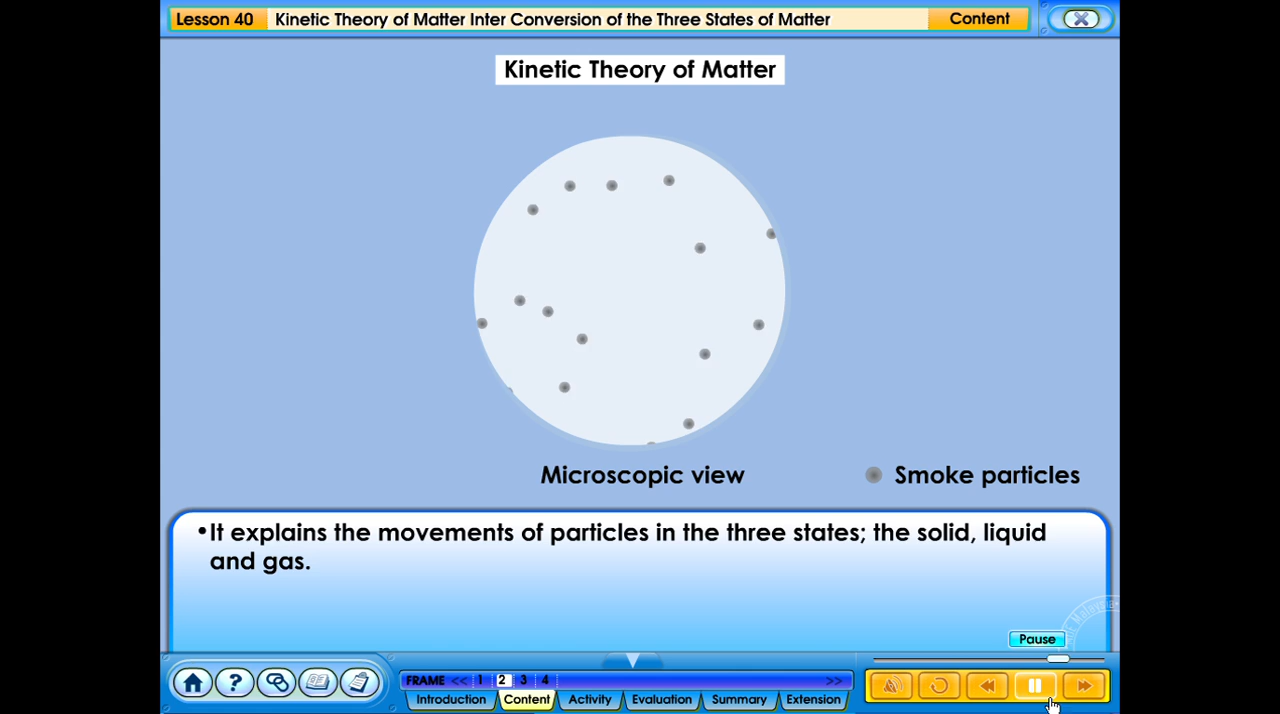 Lesson 40 Kinetic Theory of Matter Inter Conversion of the Three States of Matter Content
Kinetic Theory of Matter
Microscopic view Smoke particles
•It explains the movements of particles in the three states; the solid, liquid
and gas.
Malaysia
Pause
FRAME << 1 2 3 4 >>
Introduction Content Activity Evaluation Summary Extension